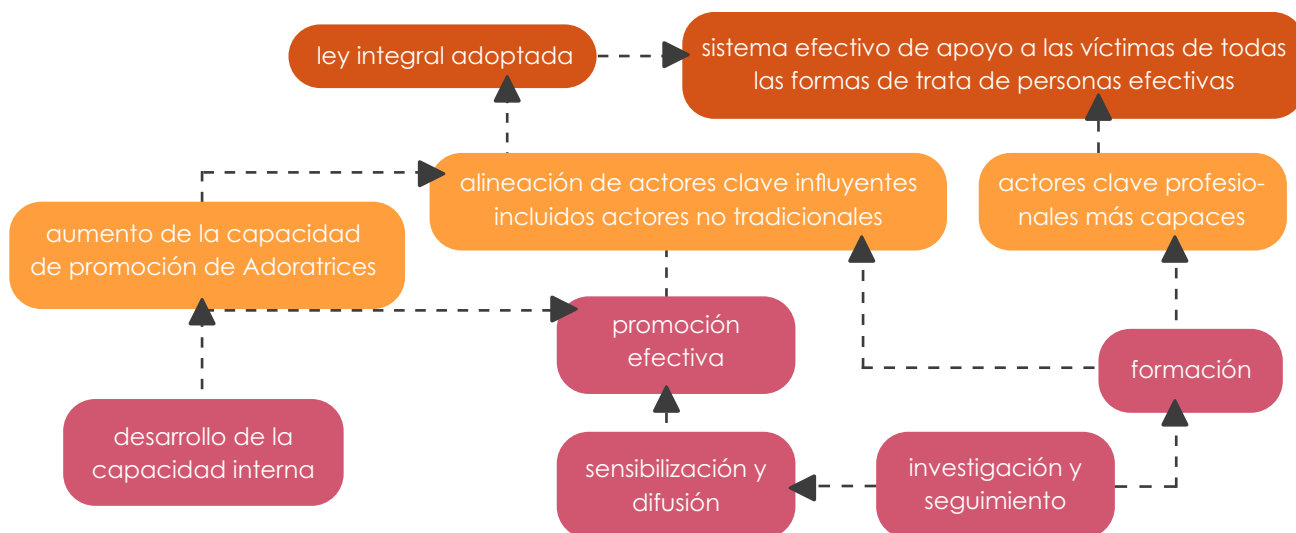 ley integral adoptada
sistema efectivo de apoyo a las víctimas de todas
las formas de trata de personas efectivas
alineación de actores clave influyentes
incluidos actores no tradicionales
actores clave profesio-
nales más capaces
aumento de la capacidad
de promoción de Adoratrices
promoción
efectiva
formación
desarrollo de la
capacidad interna
sensibilización y
difusión
investigación y
seguimiento